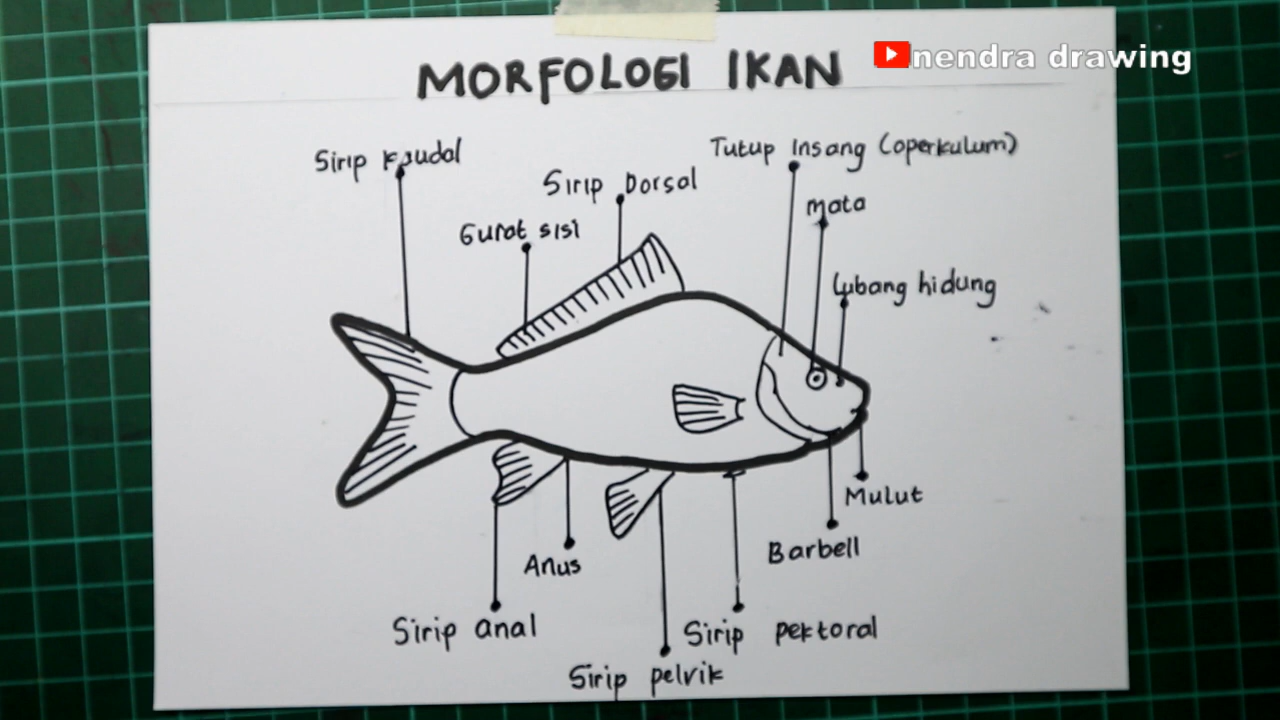 MORFOLOGI IKAN
nendra drawing
Sirip kaudal
Sirip Dorsal
Tutup Insang (operkulum)
Gurat sisi
mata
Lubang hidung
Mulut
Barbell
Anus
Sirip anal
Sirip pektoral
Sirip pelvik